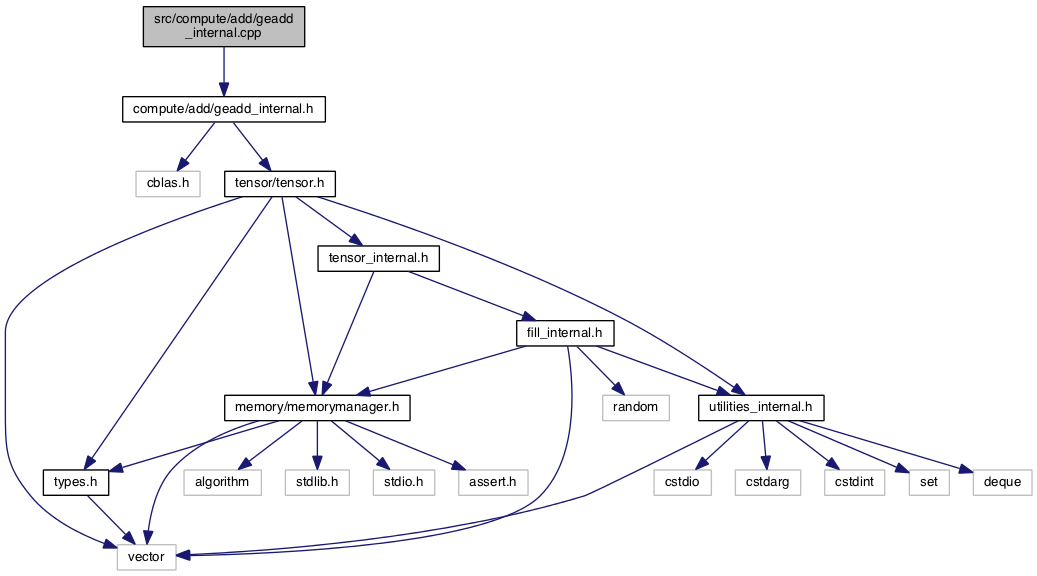 src/compute/add/geadd
_internal.cpp
compute/add/geadd_internal.h
cblas.h
tensor/tensor.h
tensor_internal.h
fill_internal.h
memory/memorymanager.h
random
utilities_internal.h
types.h
algorithm
stdlib.h
stdio.h
assert.h
cstdio
cstdarg
cstdint
set
deque
vector